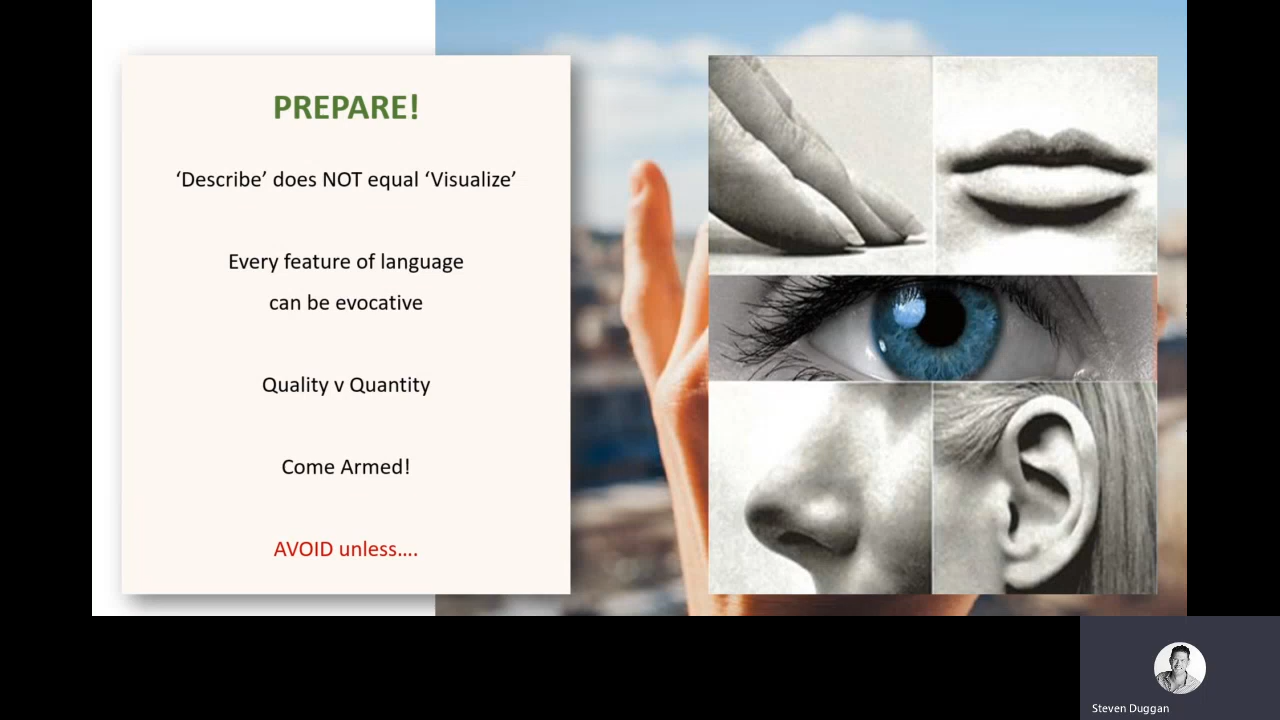 PREPARE!
‘Describe’ does NOT equal ‘Visualize’
Every feature of language
can be evocative
Quality v Quantity
Come Armed!
AVOID unless....
Steven Duggan